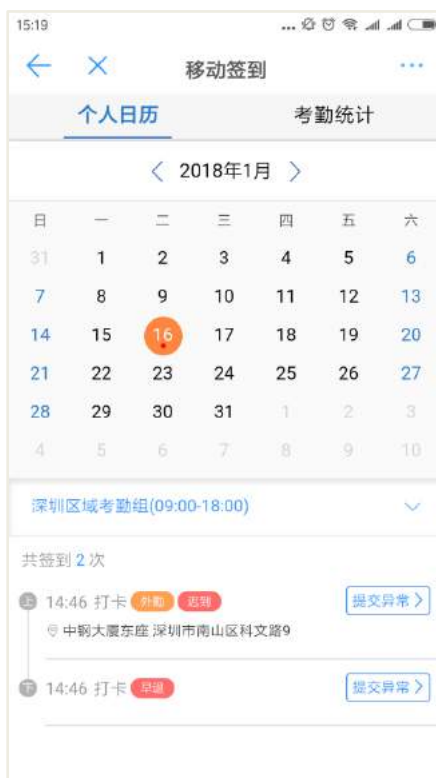 15:19
移动签到
个人日历 考勤统计
2018年1月
日 一 二 三 四 五 六
31 1 2 3 4 5 6
7 8 9 10 11 12 13
14 15 16 17 18 19 20
21 22 23 24 25 26 27
28 29 30 31 1 2 3
4 5 6 7 8 9 10
深圳区域考勤组(09:00-18:00)
共签到 2 次
上 14:46 打卡 外勤 迟到 提交异常
中钢大厦东座 深圳市南山区科文路9
下 14:46 打卡 早退 提交异常